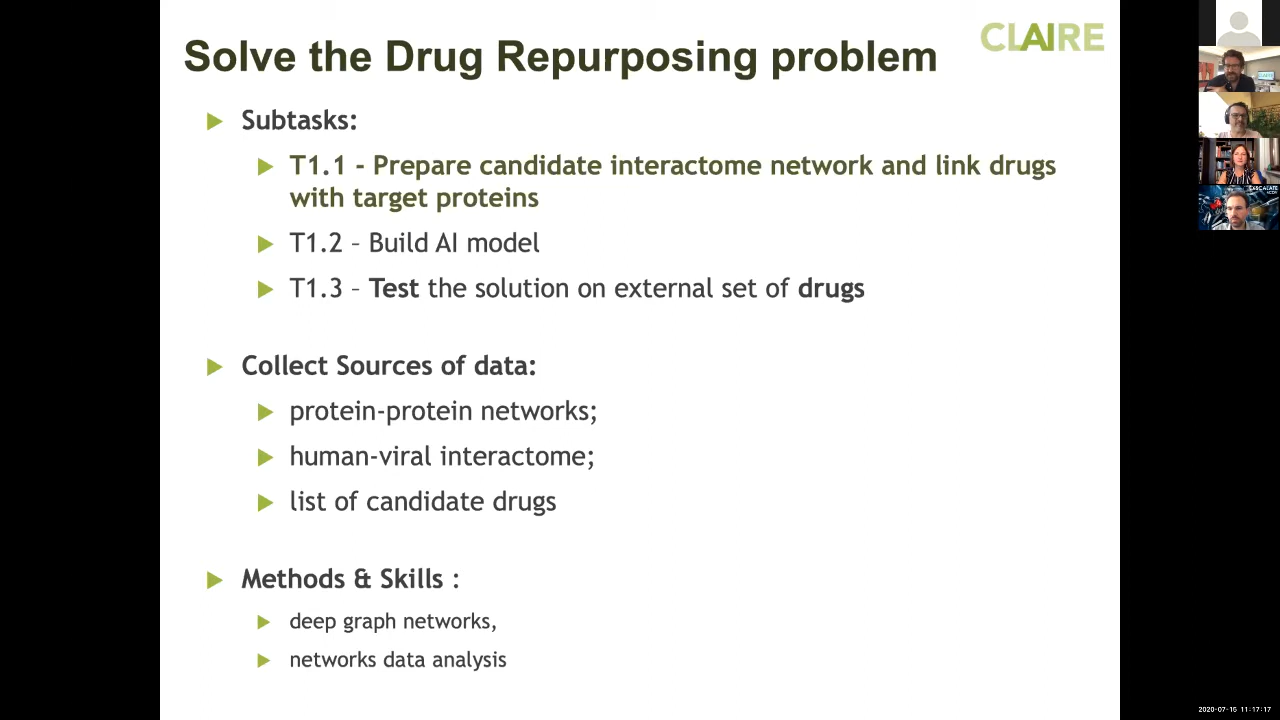 Solve the Drug Repurposing problem
CLAIRE
Subtasks:
T1.1 - Prepare candidate interactome network and link drugs
with target proteins
T1.2 – Build AI model
T1.3 – Test the solution on external set of drugs
Collect Sources of data:
protein-protein networks;
human-viral interactome;
list of candidate drugs
Methods & Skills :
deep graph networks,
networks data analysis
2020-07-15 11:17:17